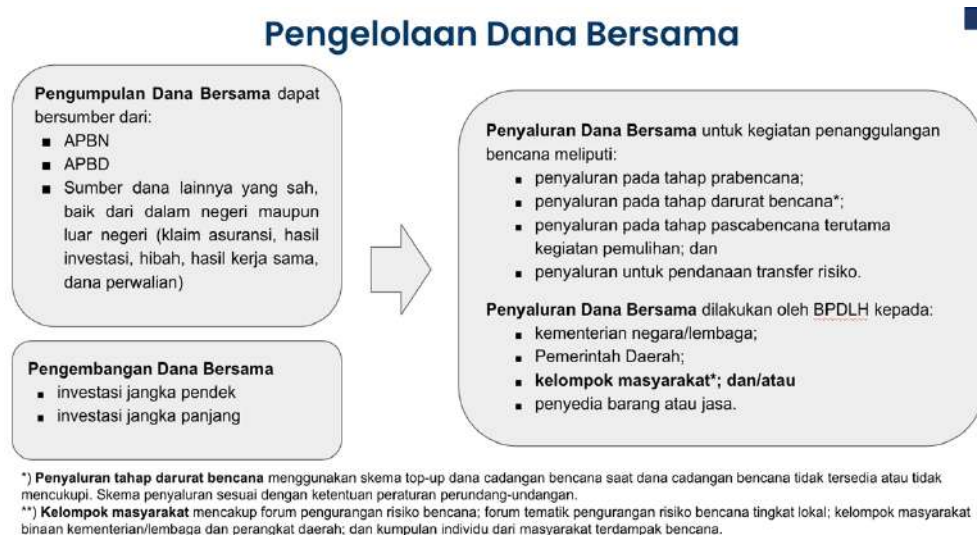 Pengelolaan Dana Bersama
Pengumpulan Dana Bersama dapat
bersumber dari:
■ APBN
■ APBD
■ Sumber dana lainnya yang sah,
baik dari dalam negeri maupun
luar negeri (klaim asuransi, hasil
investasi, hibah, hasil kerja sama,
dana perwalian)
Pengembangan Dana Bersama
■ investasi jangka pendek
■ investasi jangka panjang
Penyaluran Dana Bersama untuk kegiatan penanggulangan
bencana meliputi:
■ penyaluran pada tahap prabencana;
■ penyaluran pada tahap darurat bencana*;
■ penyaluran pada tahap pascabencana terutama
kegiatan pemulihan; dan
■ penyaluran untuk pendanaan transfer risiko.
Penyaluran Dana Bersama dilakukan oleh BPDLH kepada:
■ kementerian negara/lembaga;
■ Pemerintah Daerah;
■ kelompok masyarakat*; dan/atau
■ penyedia barang atau jasa.
*) Penyaluran tahap darurat bencana menggunakan skema top-up dana cadangan bencana saat dana cadangan bencana tidak tersedia atau tidak
mencukupi. Skema penyaluran sesuai dengan ketentuan peraturan perundang-undangan.
**) Kelompok masyarakat mencakup forum pengurangan risiko bencana; forum tematik pengurangan risiko bencana tingkat lokal; kelompok masyarakat
binaan kementerian/lembaga dan perangkat daerah; dan kumpulan individu dari masyarakat terdampak bencana.